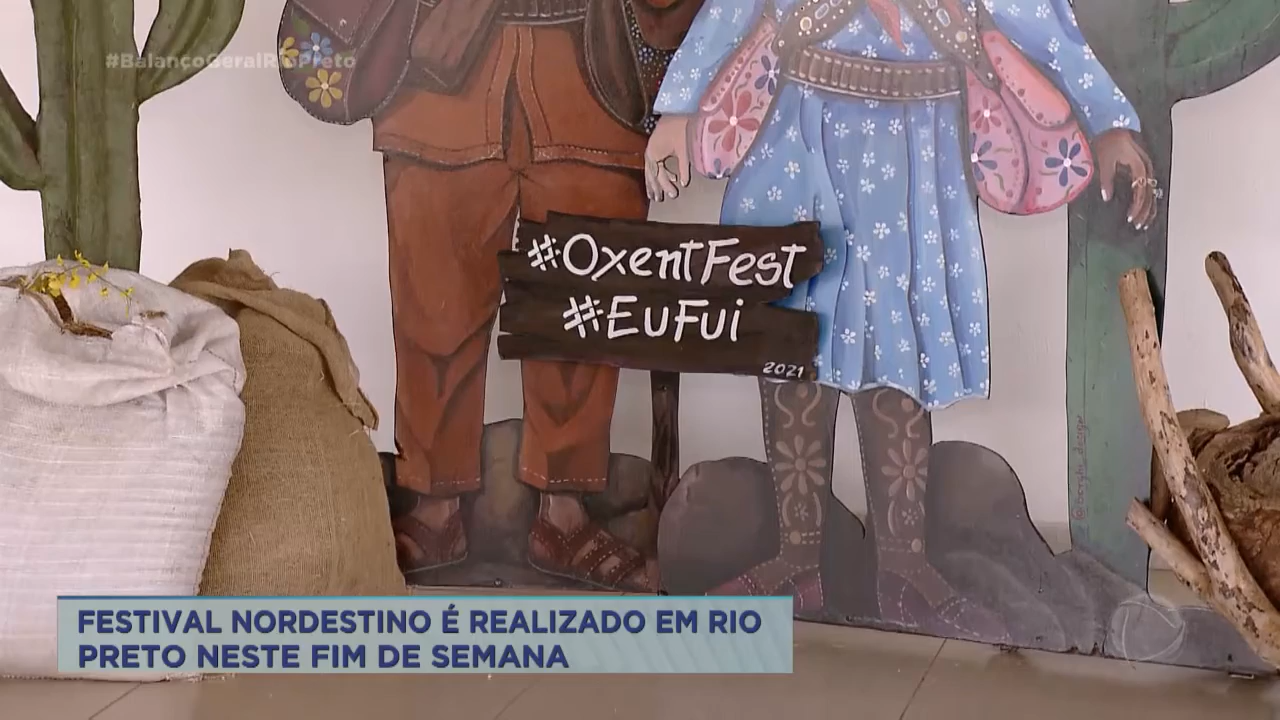 #BalançoGeralRioPreto
#OxentFest
#EuFui
2021
FESTIVAL NORDESTINO É REALIZADO EM RIO
PRETO NESTE FIM DE SEMANA